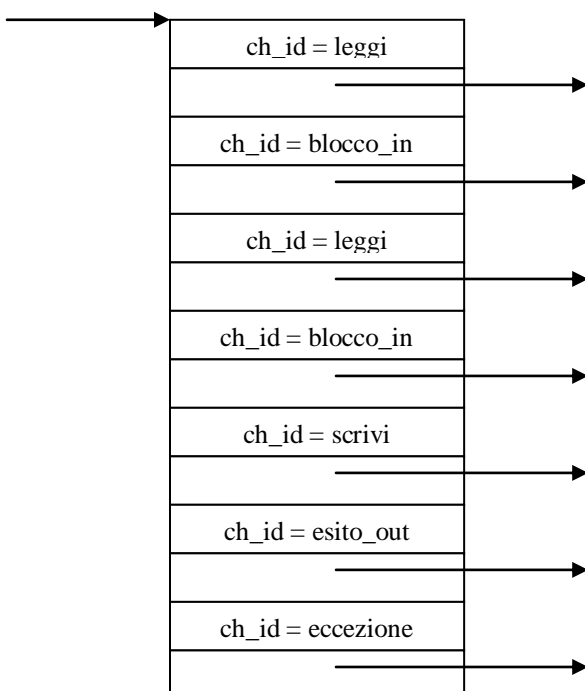 ch_id = leggi
ch_id = blocco_in
ch_id = leggi
ch_id = blocco_in
ch_id = scrivi
ch_id = esito_out
ch_id = eccezione